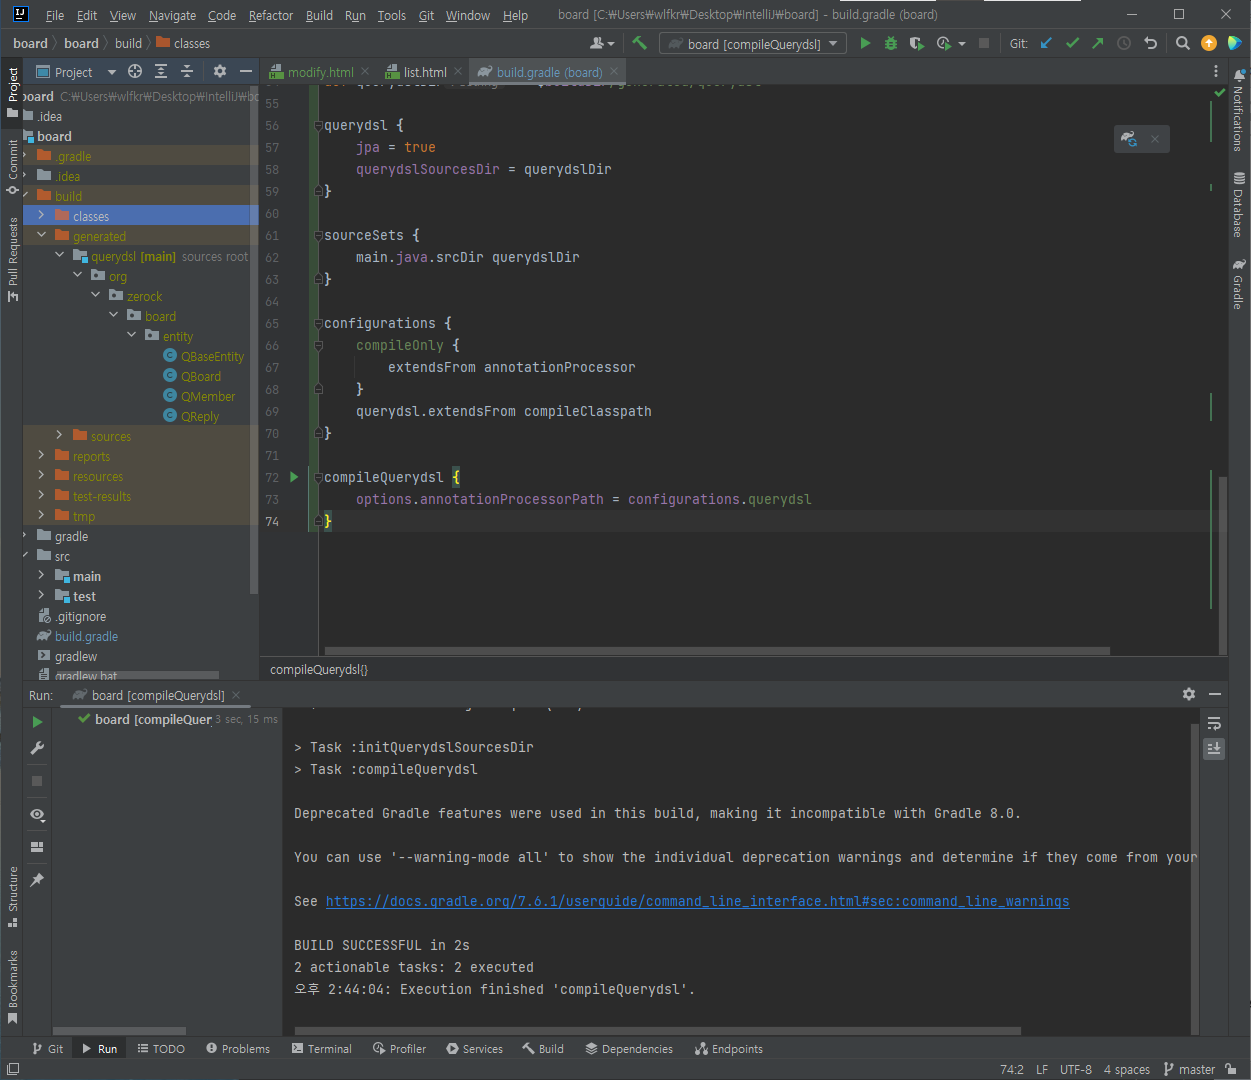 File Edit View Navigate Code Refactor Build Run Tools Git Window Help board [C:₩Users₩wlfkr₩Desktop₩IntelliJ₩board] - build.gradle (board)
board board build classes board [compileQuerydsl] Git:
Project modify.html list.html build.gradle (board)
Project
Commit
Pull Requests
Structure
Bookmarks
board C:₩Users₩wlfkr₩Desktop₩IntelliJ₩bo
.idea
board
.gradle
.idea
build
classes
generated
querydsl [main] sources root
org
zerock
board
entity
QBaseEntity
QBoard
QMember
QReply
sources
reports
resources
test-results
tmp
gradle
src
main
test
.gitignore
build.gradle
gradlew
gradlew.bat
55
56 querydsl {
57 jpa = true
58 querydslSourcesDir = querydslDir
59 }
60
61 sourceSets {
62 main.java.srcDir querydslDir
63 }
64
65 configurations {
66 compileOnly {
67 extendsFrom annotationProcessor
68 }
69 querydsl.extendsFrom compileClasspath
70 }
71
72 compileQuerydsl {
73 options.annotationProcessorPath = configurations.querydsl
74 }
compileQuerydsl{}
Notifications
Database
Gradle
Run: board [compileQuerydsl]
board [compileQuer 3 sec, 15 ms
> Task :initQuerydslSourcesDir
> Task :compileQuerydsl
Deprecated Gradle features were used in this build, making it incompatible with Gradle 8.0.
You can use '--warning-mode all' to show the individual deprecation warnings and determine if they come from your
See https://docs.gradle.org/7.6.1/userguide/command_line_interface.html#sec:command_line_warnings
BUILD SUCCESSFUL in 2s
2 actionable tasks: 2 executed
오후 2:44:04: Execution finished 'compileQuerydsl'.
Git Run TODO Problems Terminal Profiler Services Build Dependencies Endpoints
74:2 LF UTF-8 4 spaces master